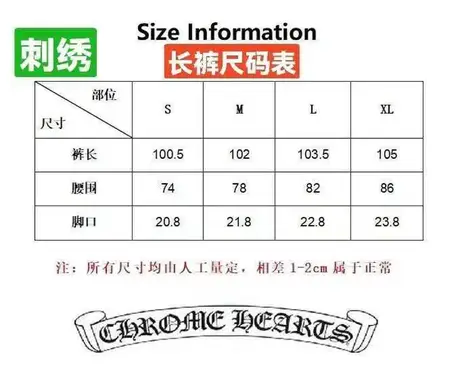 Size Information
刺绣
长裤尺码表
部位
尺寸 S M L XL
裤长 100.5 102 103.5 105
腰围 74 78 82 86
脚口 20.8 21.8 22.8 23.8
注：所有尺寸均由人工量定，相差1-2cm属于正常
CHROME HEARTS